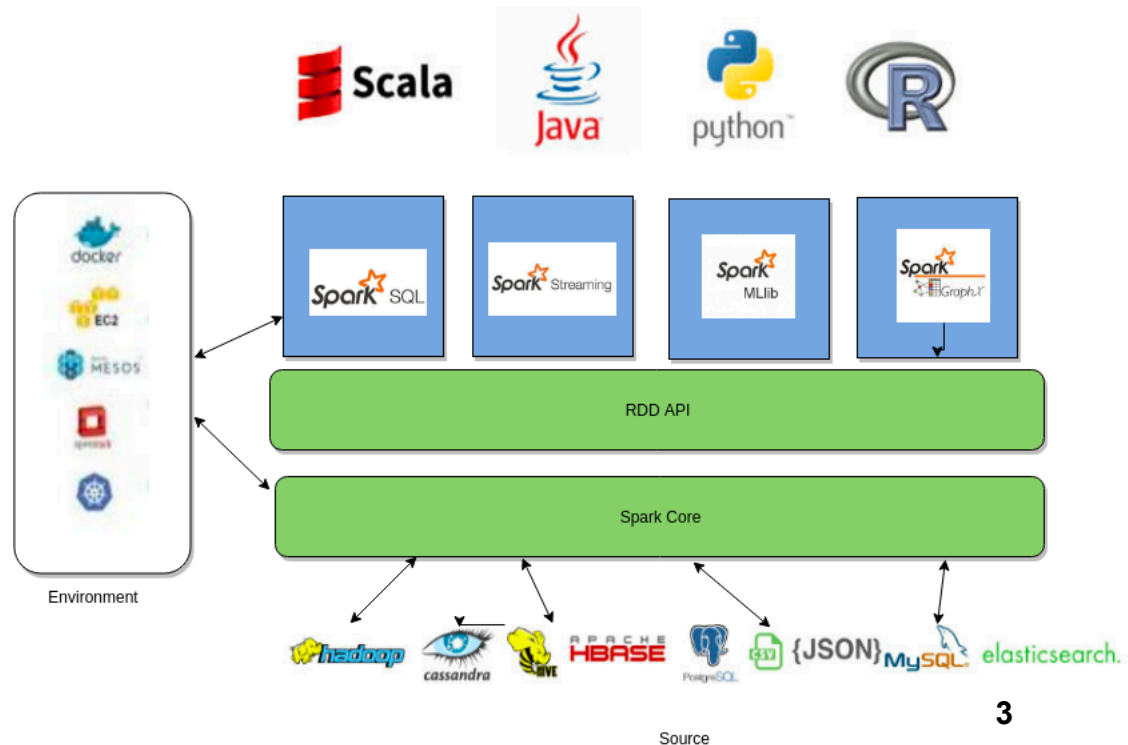 Scala
Java
python™
R
docker
EC2
MESOS
Spark SQL
Spark Streaming
Spark MLlib
Spark GraphX
RDD API
Spark Core
Environment
hadoop
cassandra
HIVE
APACHE
HBASE
PostgreSQL
CSV
{JSON}
MySQL®
elasticsearch.
3
Source